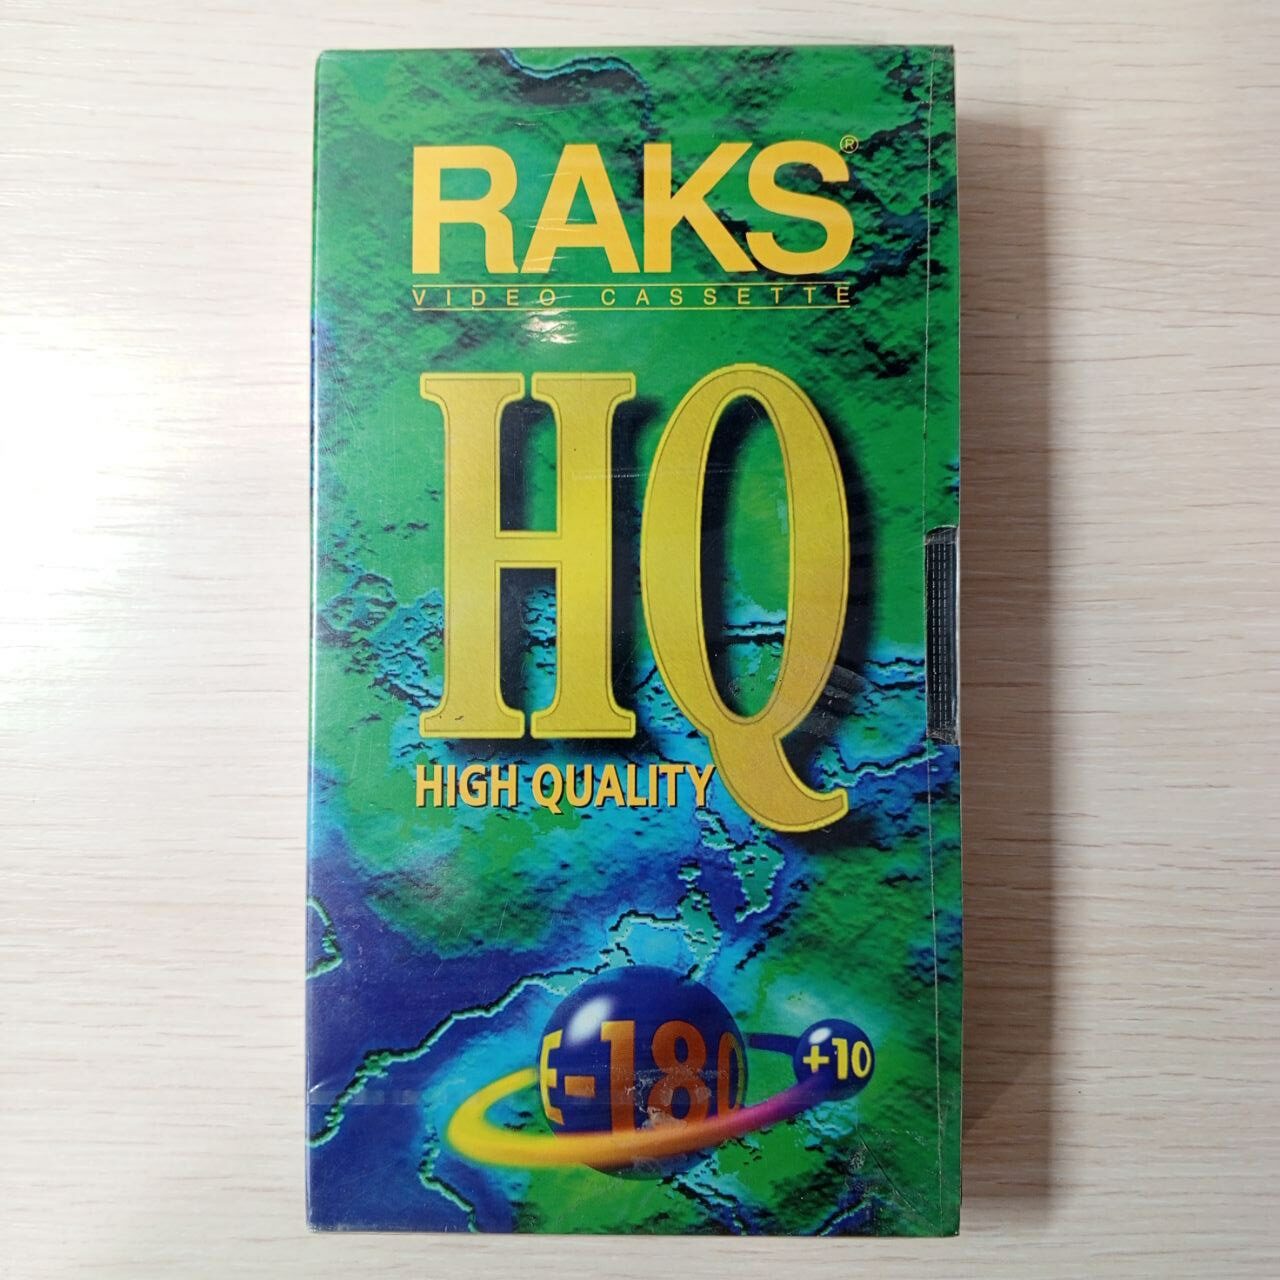 RAKS®
VIDEO CASSETTE
HQ
HIGH QUALITY
E-180
+10